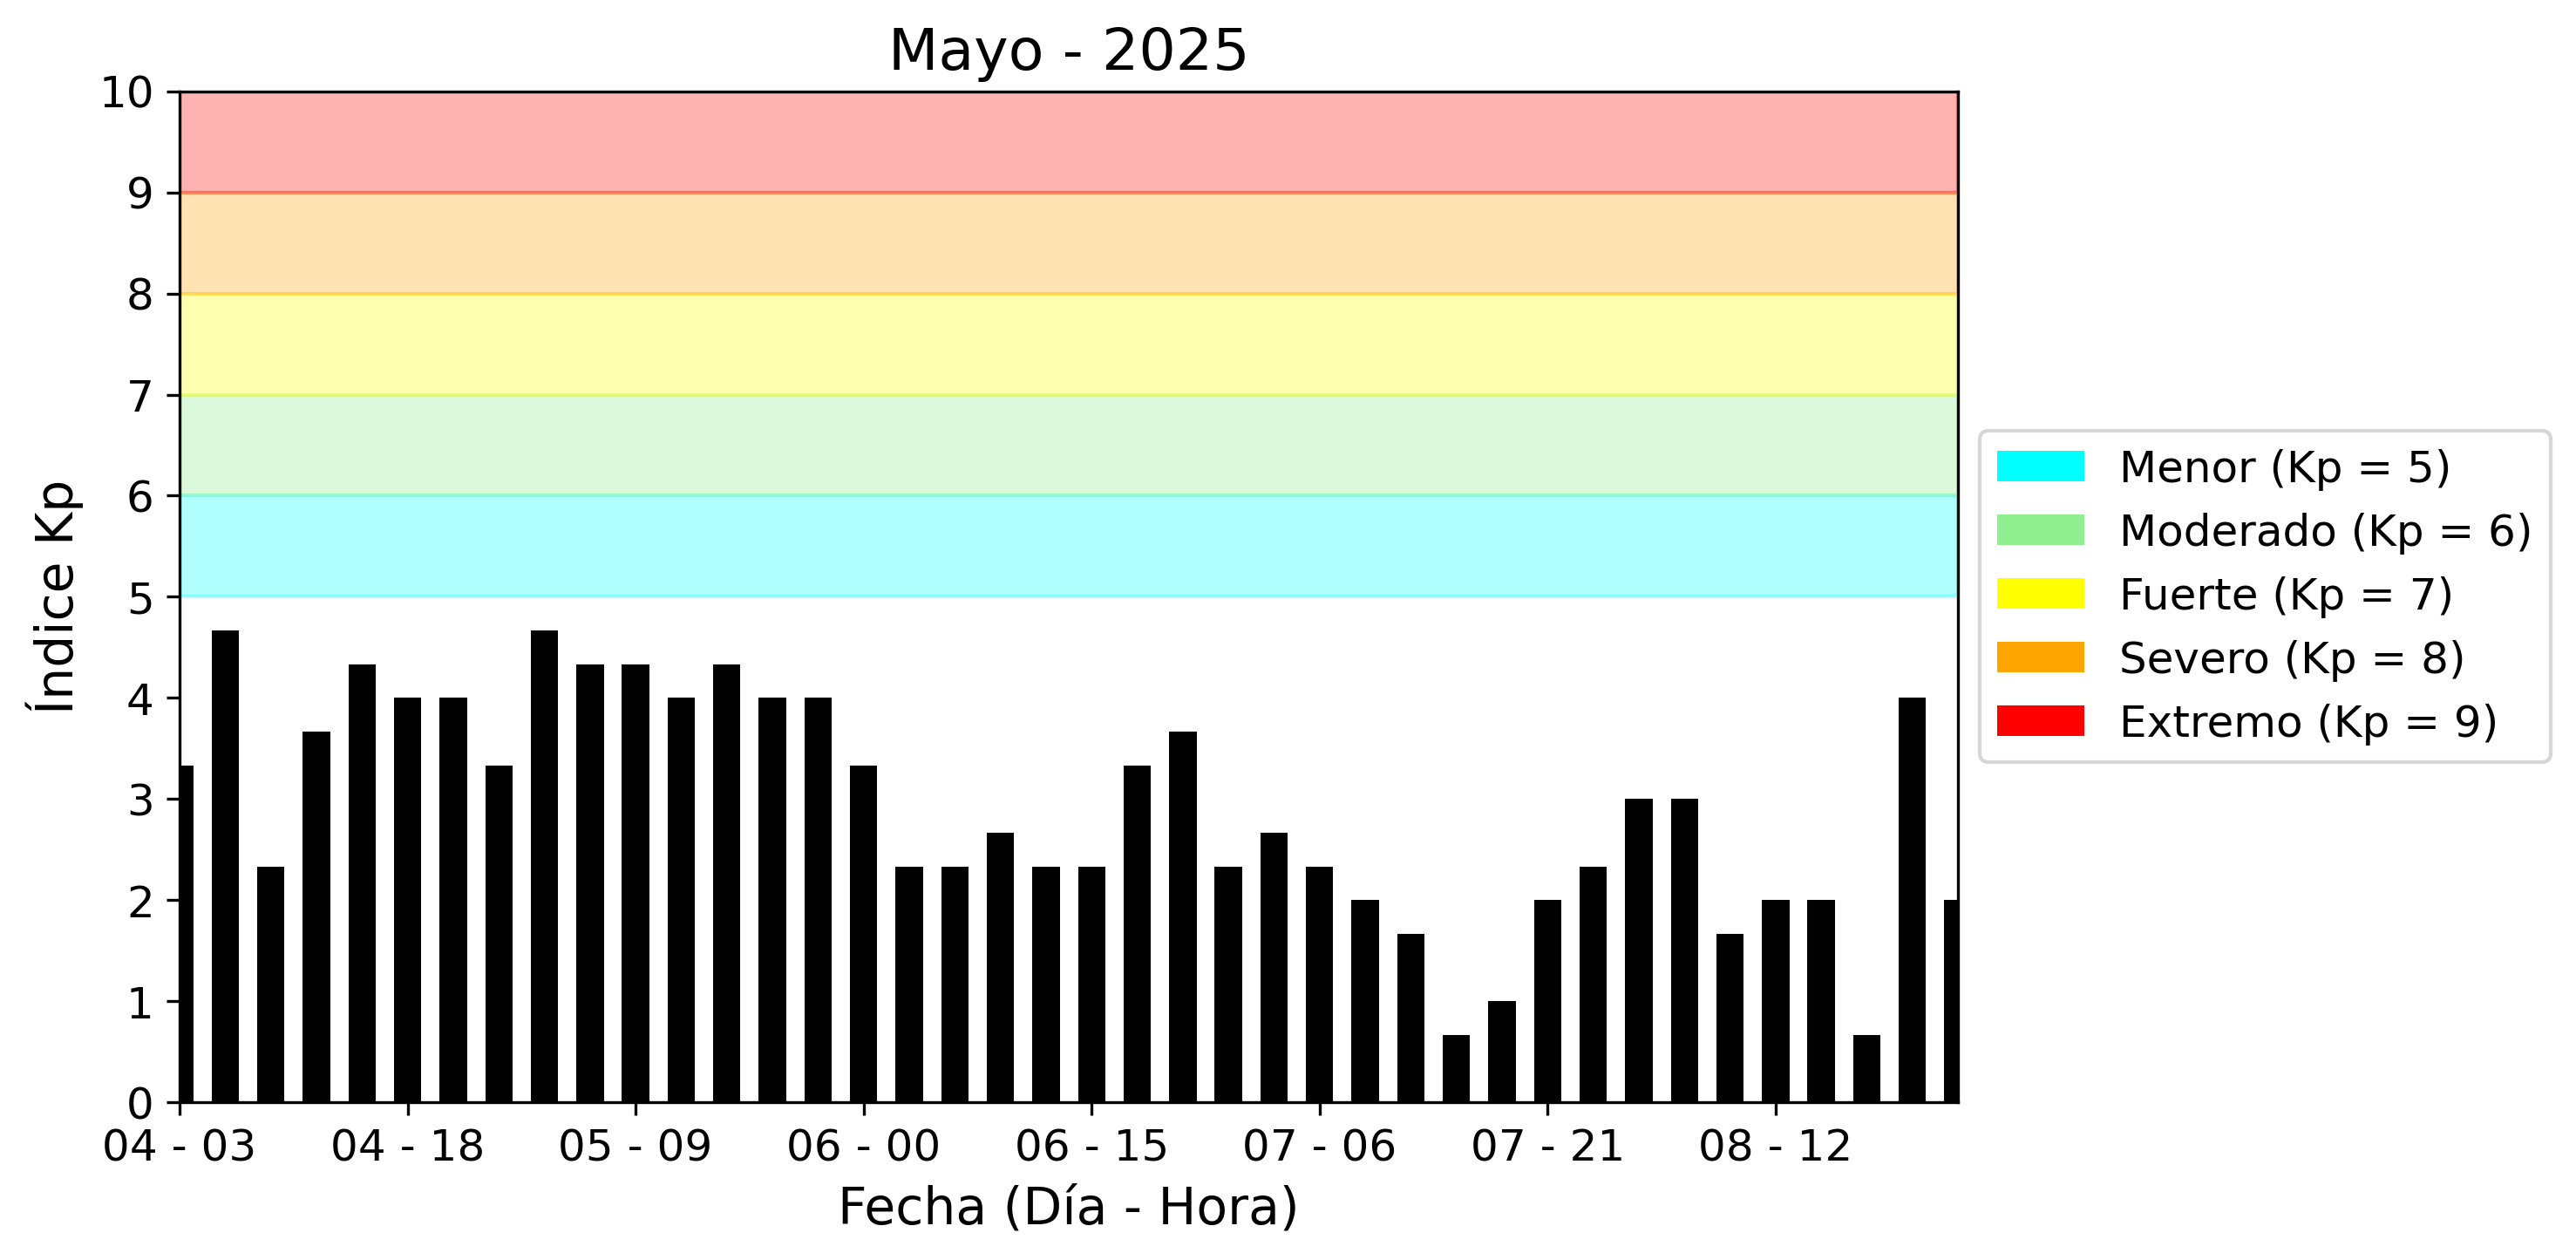 Mayo - 2025
Índice Kp
10
9
8
7
6
5
4
3
2
1
0
04 - 03
04 - 18
05 - 09
06 - 00
06 - 15
07 - 06
07 - 21
08 - 12
Fecha (Día - Hora)
Menor (Kp = 5)
Moderado (Kp = 6)
Fuerte (Kp = 7)
Severo (Kp = 8)
Extremo (Kp = 9)